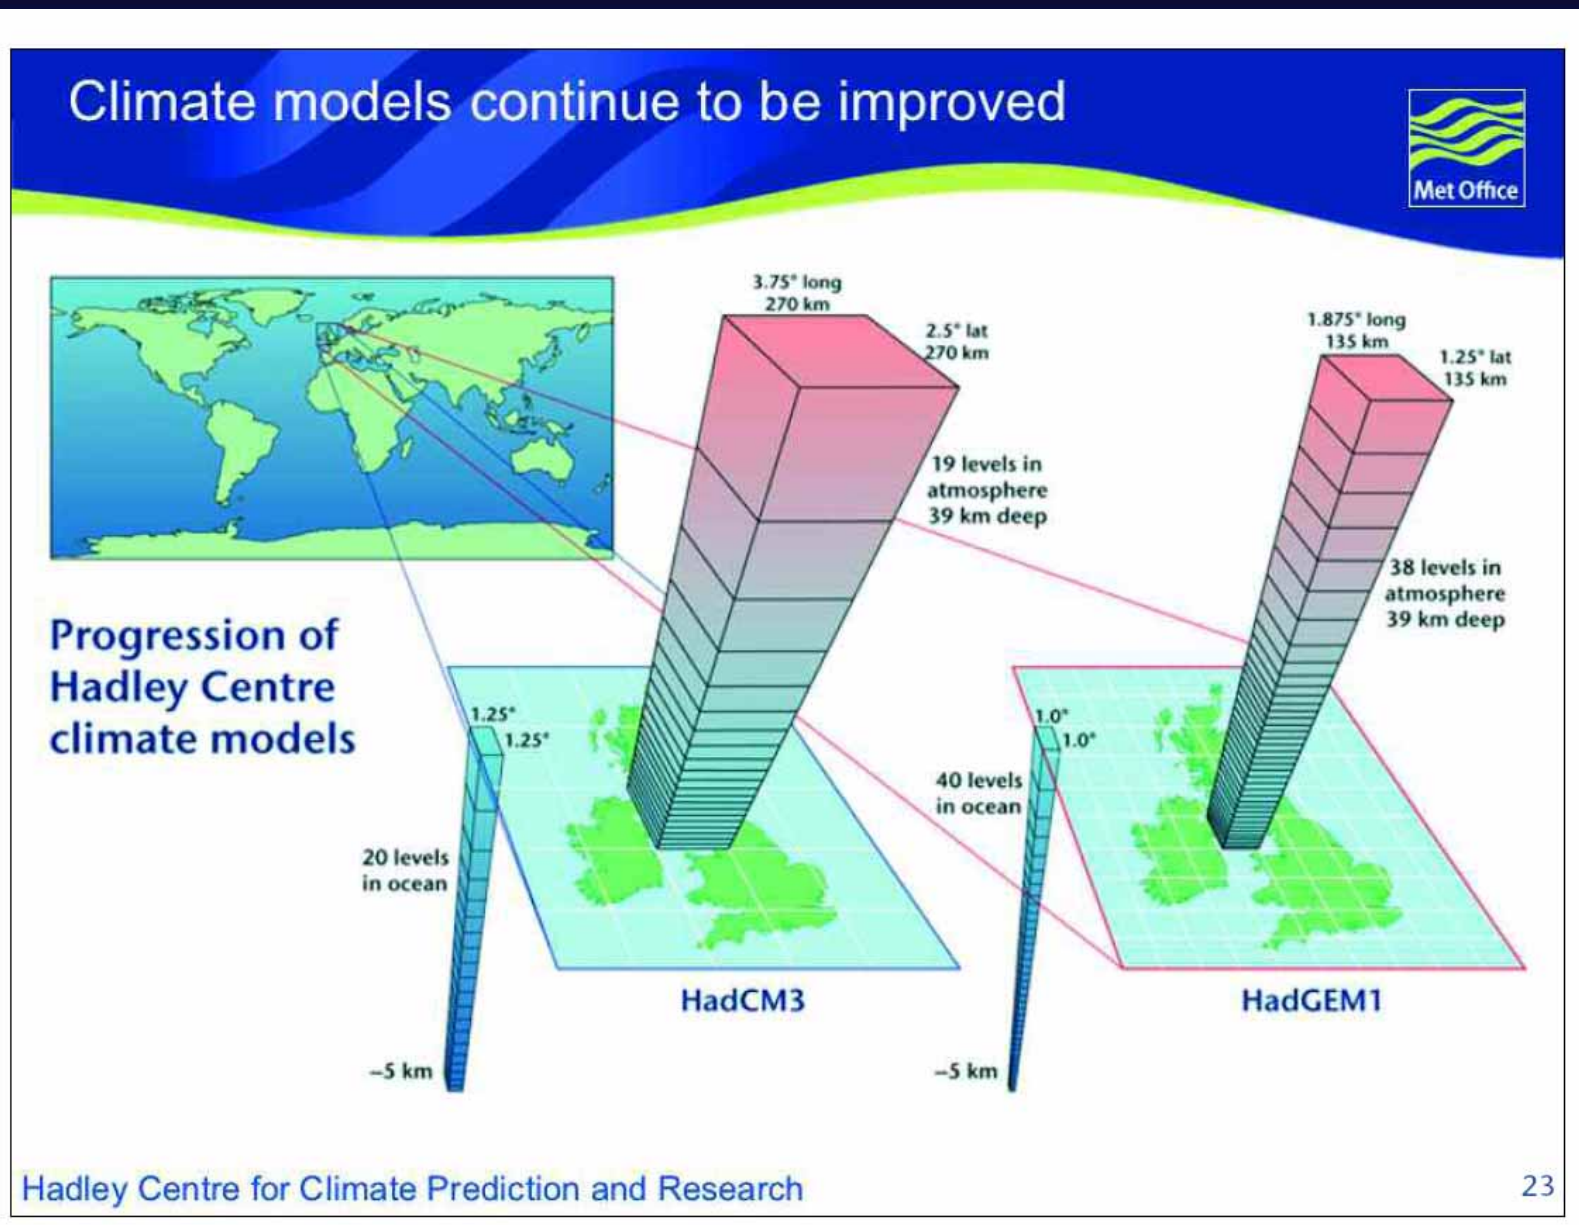 Climate models continue to be improved
Met Office
3.75° long
270 km
2.5° lat
270 km
19 levels in
atmosphere
39 km deep
1.875° long
135 km
1.25° lat
135 km
38 levels in
atmosphere
39 km deep
Progression of
Hadley Centre
climate models
1.25°
1.25°
20 levels
in ocean
–5 km
HadCM3
1.0°
1.0°
40 levels
in ocean
–5 km
HadGEM1
Hadley Centre for Climate Prediction and Research
23